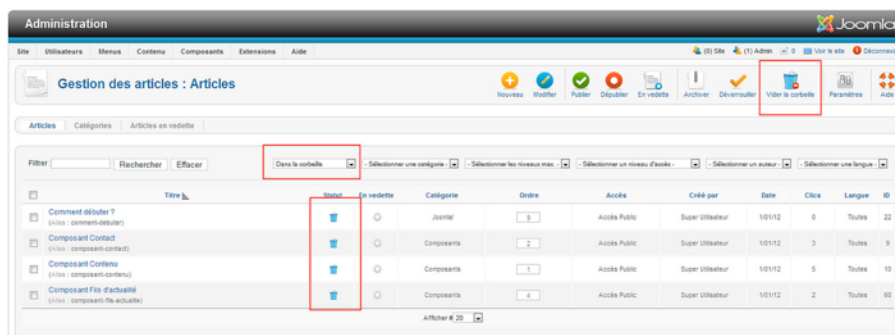 Administration
Joomla
Site Utilisateurs Menus Contenu Composants Extensions Aide (0) Site (1) Admin 0 Voir le site Déconnexi
Gestion des articles : Articles
Nouveau Modifier Publier Dépublier En vedette Archiver Déverrouiller Vider la corbeille Paramètres Aide
Articles Catégories Articles en vedette
Filtrer Rechercher Effacer Dans la corbeille - Sélectionner une catégorie - - Sélectionner les niveaux max. - - Sélectionner un niveau d'accès - - Sélectionner un auteur - - Sélectionner une langue -
Titre Statut En vedette Catégorie Ordre Accès Créé par Date Clics Langue ID
Comment débuter ? Joomla! 9 Accès Public Super Utilisateur 1/01/12 0 Toutes 22
(Alias : comment-debuter)
Composant Contact Composants 2 Accès Public Super Utilisateur 1/01/12 3 Toutes 9
(Alias : composant-contact)
Composant Contenu Composants 1 Accès Public Super Utilisateur 1/01/12 5 Toutes 10
(Alias : composant-contenu)
Composant Fils d'actualité Composants 4 Accès Public Super Utilisateur 1/01/12 2 Toutes 60
(Alias : composant-fils-actualite)
Afficher # 20